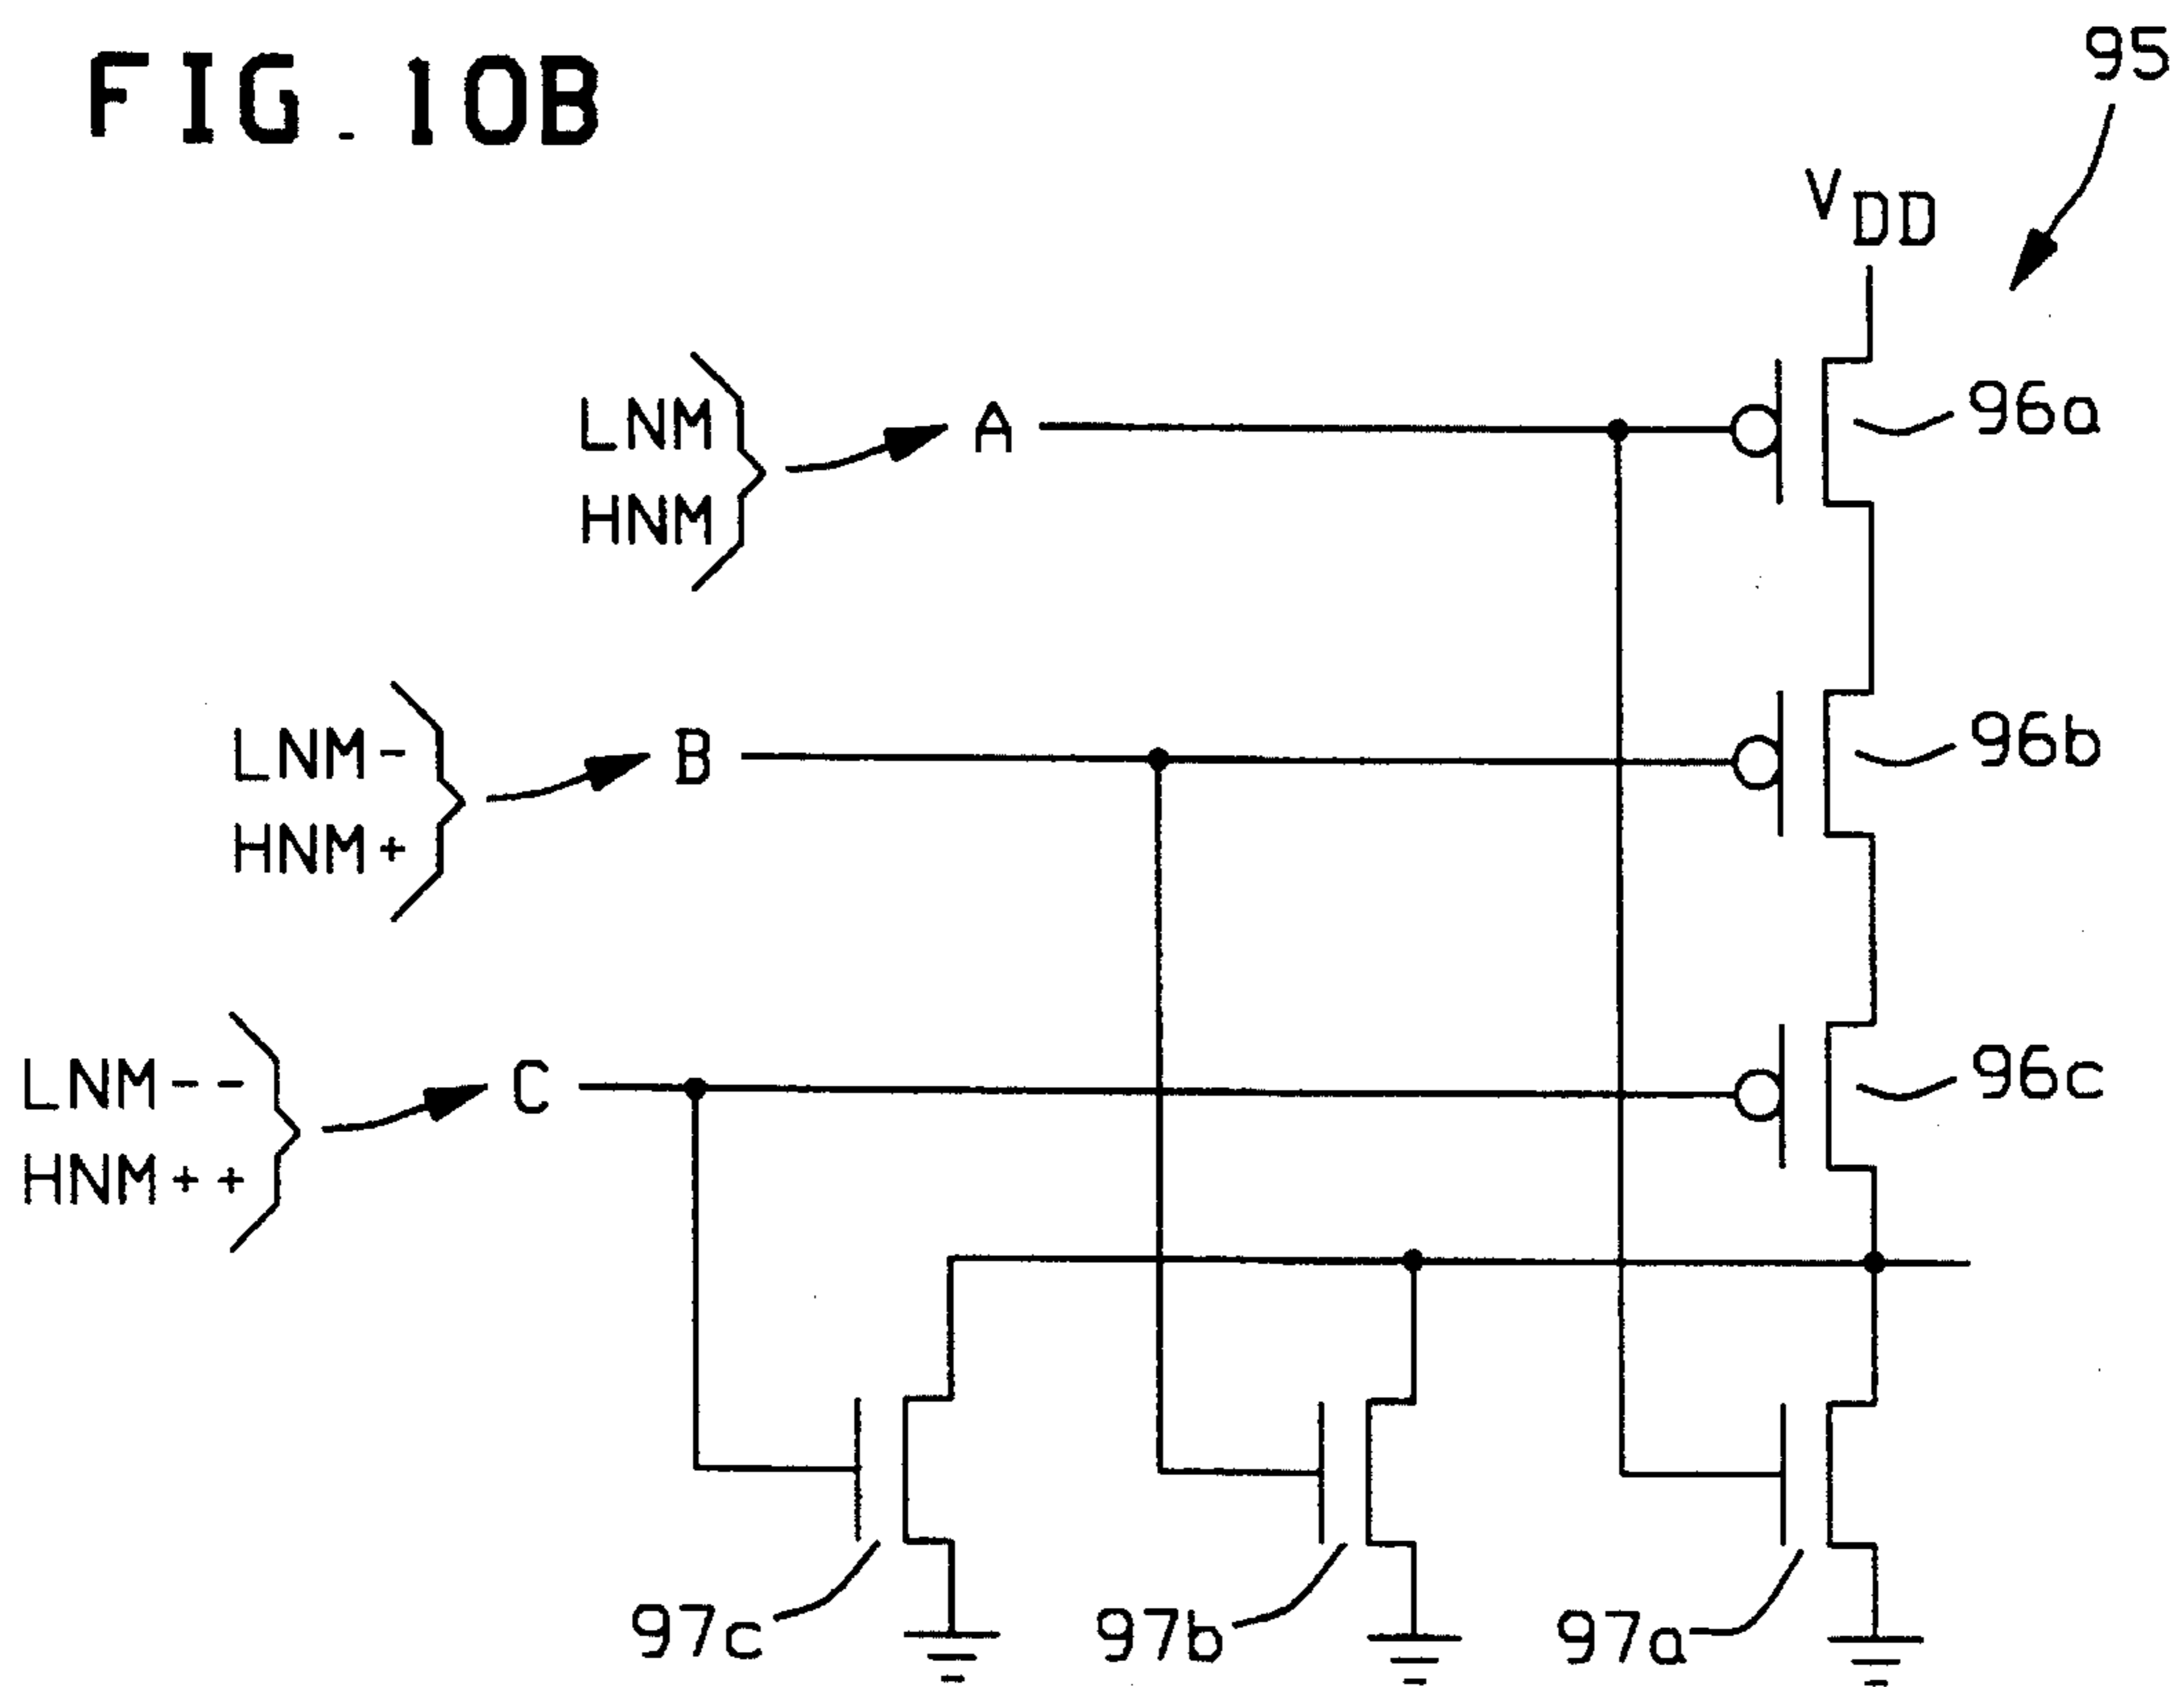 FIG. 10B
95
VDD
LNM
HNM
A
96a
LNM-
HNM+
B
96b
LNM--
HNM++
C
96c
97c
97b
97a